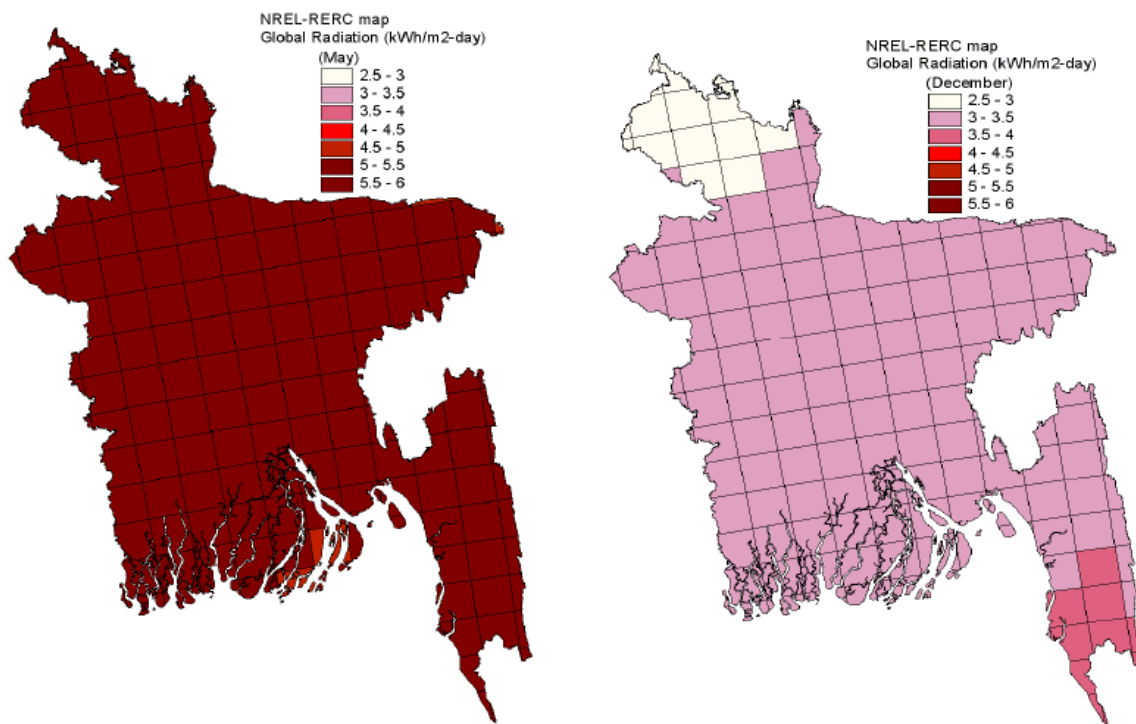 NREL-RERC map
Global Radiation (kWh/m2-day)
(May)
2.5 - 3
3 - 3.5
3.5 - 4
4 - 4.5
4.5 - 5
5 - 5.5
5.5 - 6
NREL-RERC map
Global Radiation (kWh/m2-day)
(December)
2.5 - 3
3 - 3.5
3.5 - 4
4 - 4.5
4.5 - 5
5 - 5.5
5.5 - 6